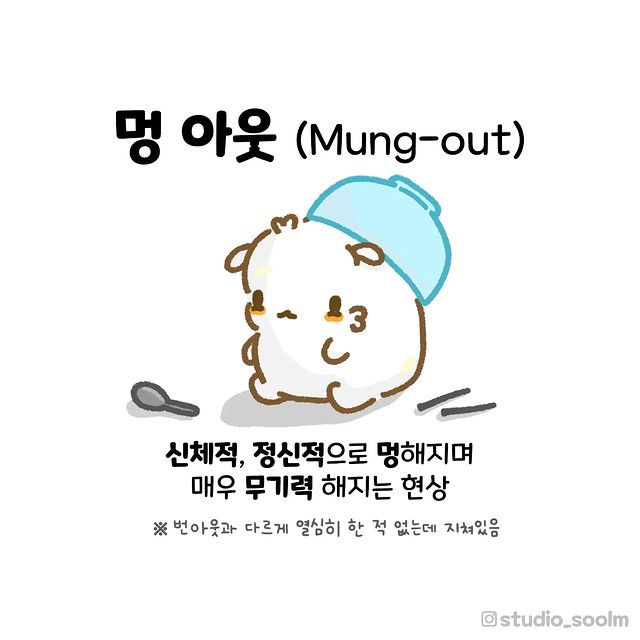 멍 아웃 (Mung-out)
신체적, 정신적으로 멍해지며
매우 무기력 해지는 현상
※ 번아웃과 다르게 열심히 한 적 없는데 지쳐있음
studio_soolm